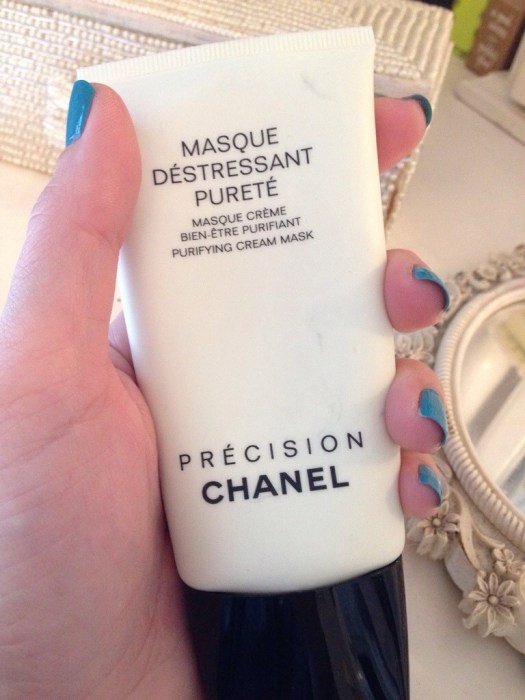 MASQUE
DÉSTRESSANT
PURETÉ
MASQUE CRÈME
BIEN-ÊTRE PURIFIANT
PURIFYING CREAM MASK
PRÉCISION
CHANEL